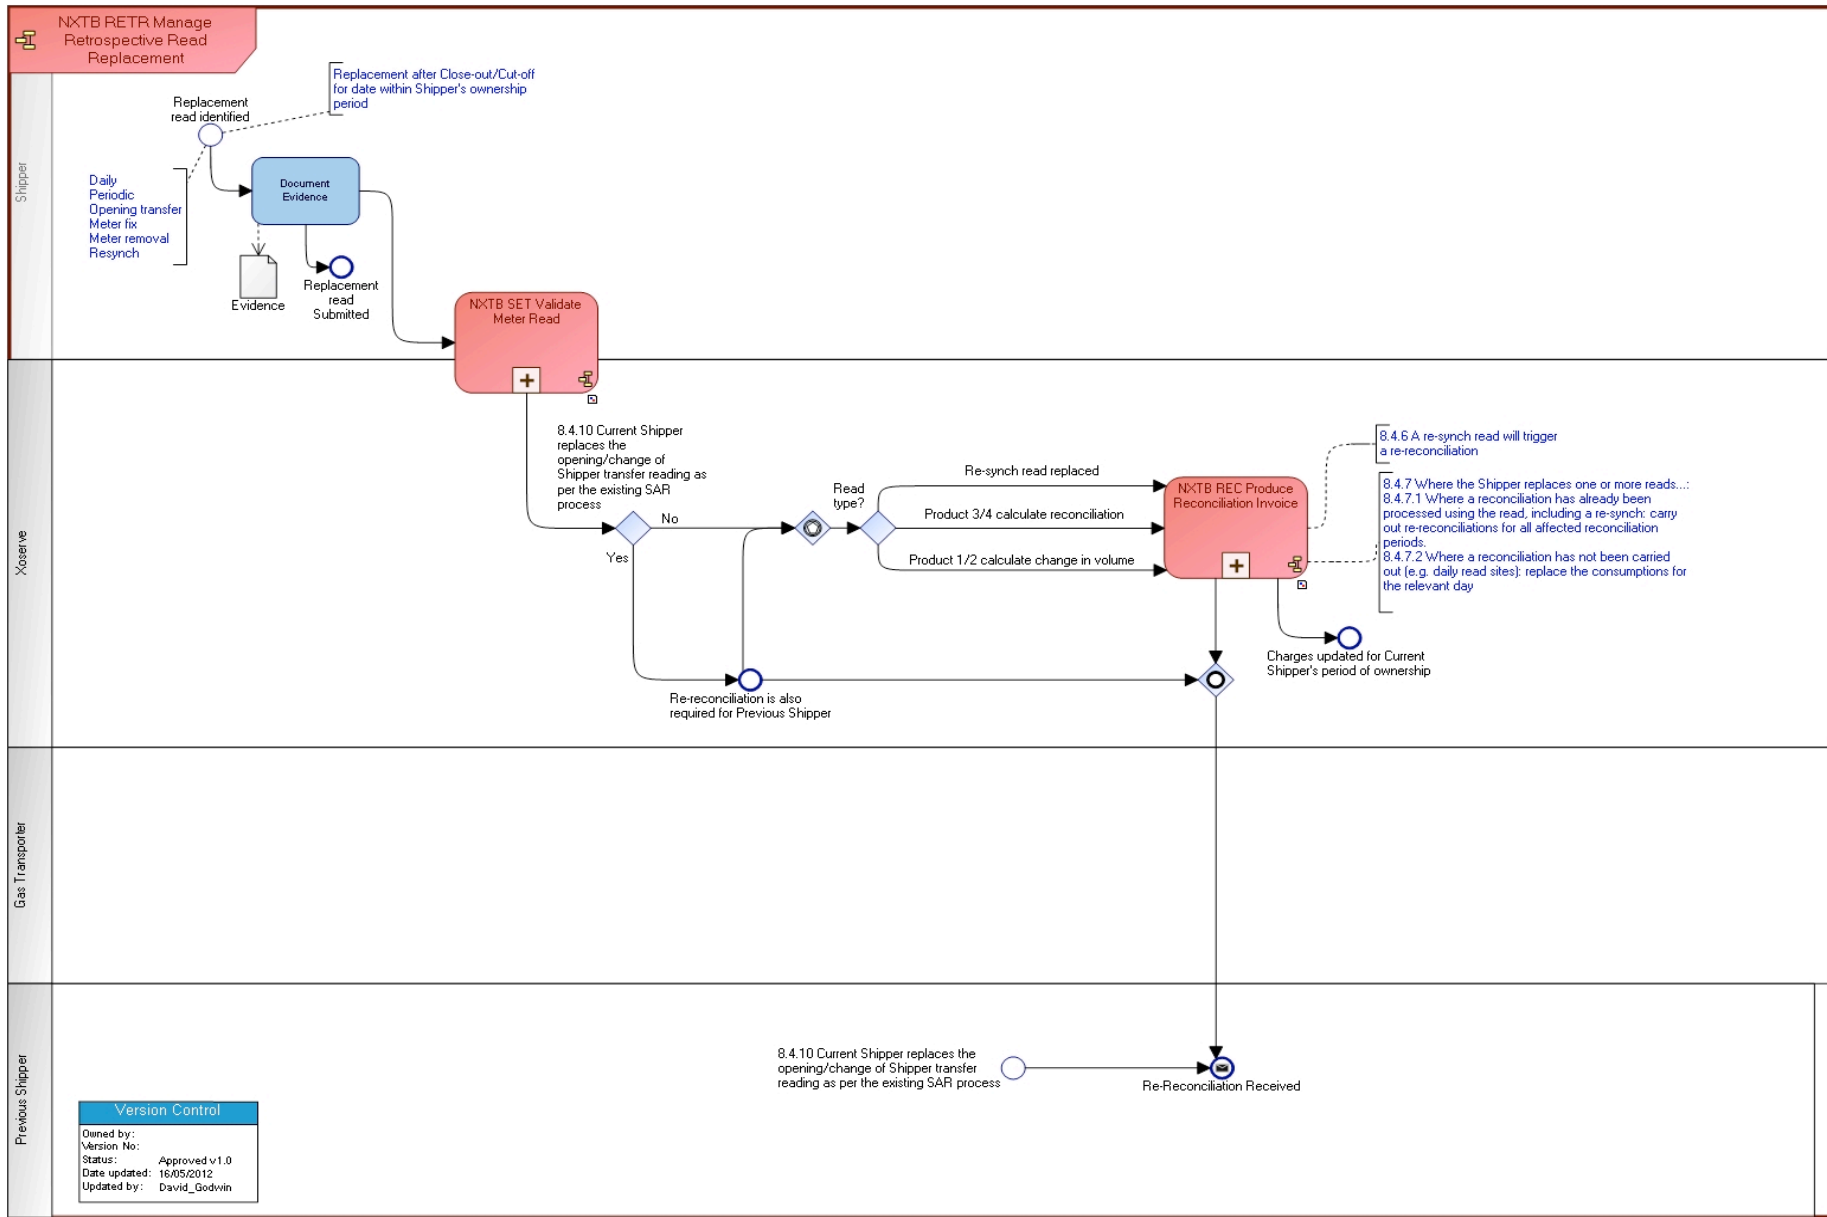 NXTB RETR Manage
Retrospective Read
Replacement
Shipper
Replacement
read identified
Replacement after Close-out/Cut-off
for date within Shipper's ownership
period
Daily
Periodic
Opening transfer
Meter fix
Meter removal
Resynch
Document
Evidence
Evidence
Replacement
read
Submitted
NXTB SET Validate
Meter Read
Xoserve
8.4.10 Current Shipper
replaces the
opening/change of
Shipper transfer reading as
per the existing SAR
process
No
Yes
Read
type?
Re-synch read replaced
Product 3/4 calculate reconciliation
Product 1/2 calculate change in volume
NXTB REC Produce
Reconciliation Invoice
8.4.6 A re-synch read will trigger
a re-reconciliation
8.4.7 Where the Shipper replaces one or more reads...:
8.4.7.1 Where a reconciliation has already been
processed using the read, including a re-synch: carry
out re-reconciliations for all affected reconciliation
periods.
8.4.7.2 Where a reconciliation has not been carried
out (e.g. daily read sites): replace the consumptions for
the relevant day
Charges updated for Current
Shipper's period of ownership
Re-reconciliation is also
required for Previous Shipper
Gas Transporter
Previous Shipper
8.4.10 Current Shipper replaces the
opening/change of Shipper transfer
reading as per the existing SAR process
Re-Reconciliation Received
Version Control
Owned by:
Version No:
Status: Approved v1.0
Date updated: 16/05/2012
Updated by: David_Godwin